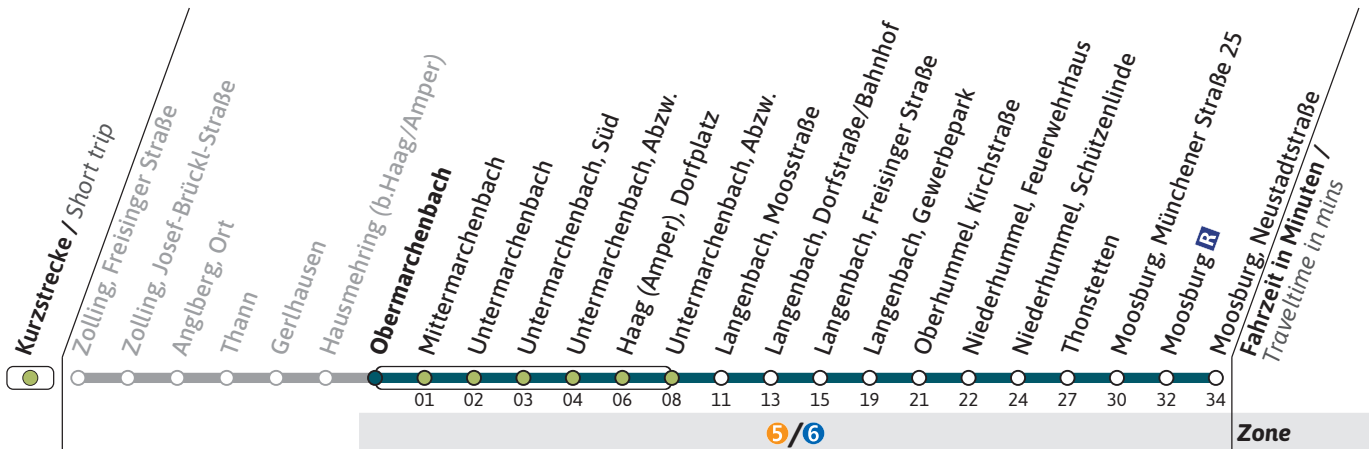 Kurzstrecke / Short trip
Zolling, Freisinger Straße
Zolling, Josef-Brückl-Straße
Anglberg, Ort
Thann
Gerlhausen
Hausmehring (b.Haag/Amper)
Obermarchenbach
Mittermarchenbach
Untermarchenbach
Untermarchenbach, Süd
Untermarchenbach, Abzw.
Haag (Amper), Dorfplatz
Untermarchenbach, Abzw.
Langenbach, Moosstraße
Langenbach, Dorfstraße/Bahnhof
Langenbach, Freisinger Straße
Langenbach, Gewerbepark
Oberhummel, Kirchstraße
Niederhummel, Feuerwehrhaus
Niederhummel, Schützenlinde
Thonstetten
Moosburg, Münchener Straße 25
Moosburg R
Moosburg, Neustadtstraße
Fahrzeit in Minuten /
Traveltime in mins
01 02 03 04 06 08 11 13 15 19 21 22 24 27 30 32 34
5/6 Zone